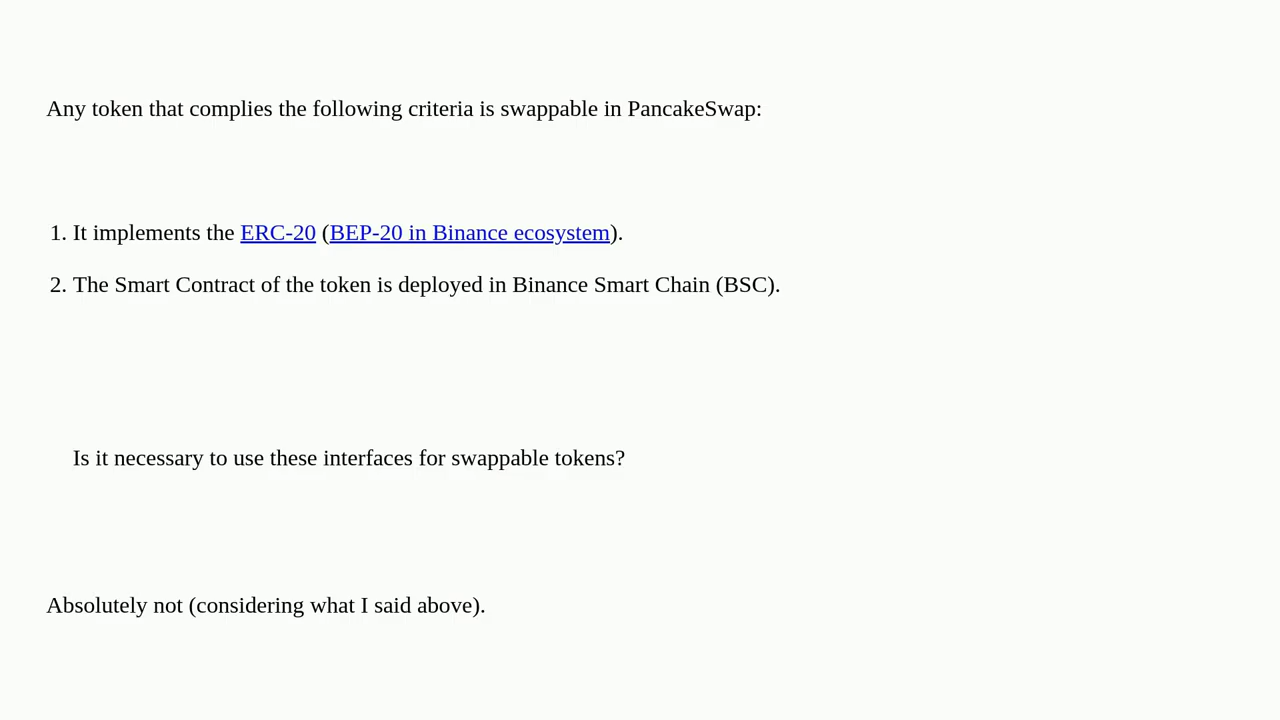 Any token that complies the following criteria is swappable in PancakeSwap:
1. It implements the ERC-20 (BEP-20 in Binance ecosystem).
2. The Smart Contract of the token is deployed in Binance Smart Chain (BSC).
Is it necessary to use these interfaces for swappable tokens?
Absolutely not (considering what I said above).